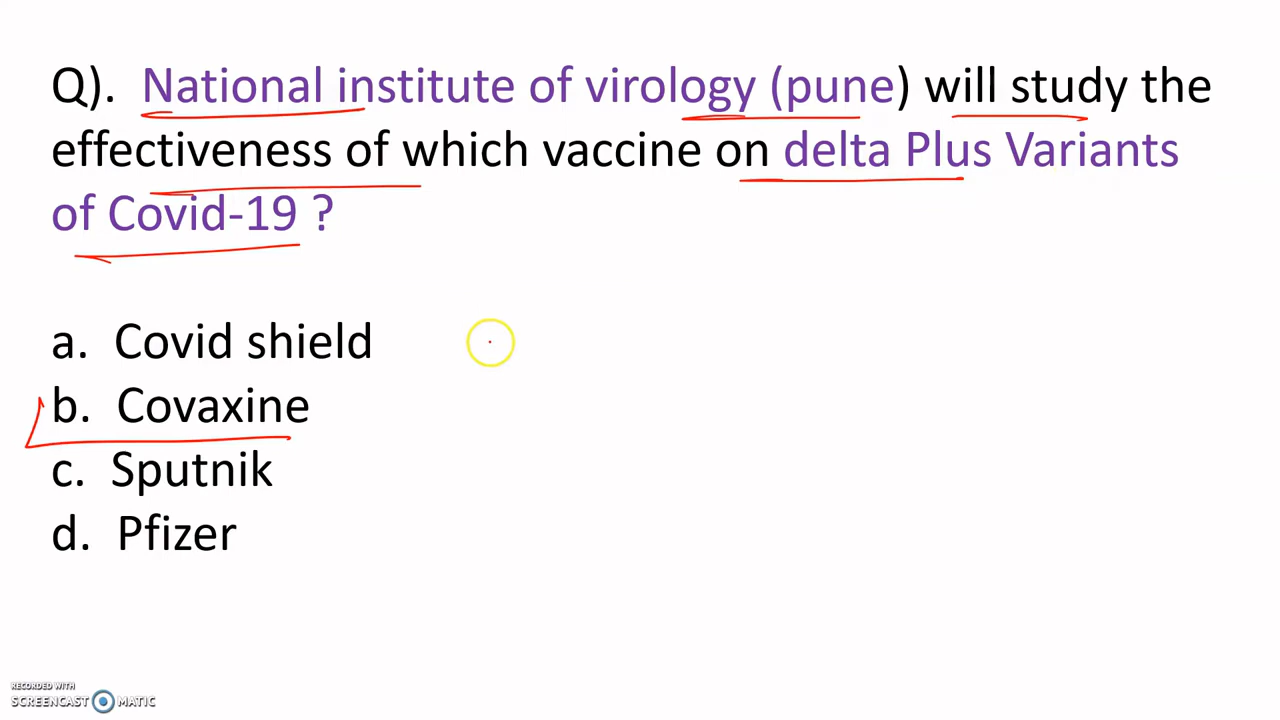 Q).  National institute of virology (pune) will study the
effectiveness of which vaccine on delta Plus Variants
of Covid-19 ?
a.  Covid shield
b.  Covaxine
c.  Sputnik
d.  Pfizer
RECORDED WITH
SCREENCAST MATIC